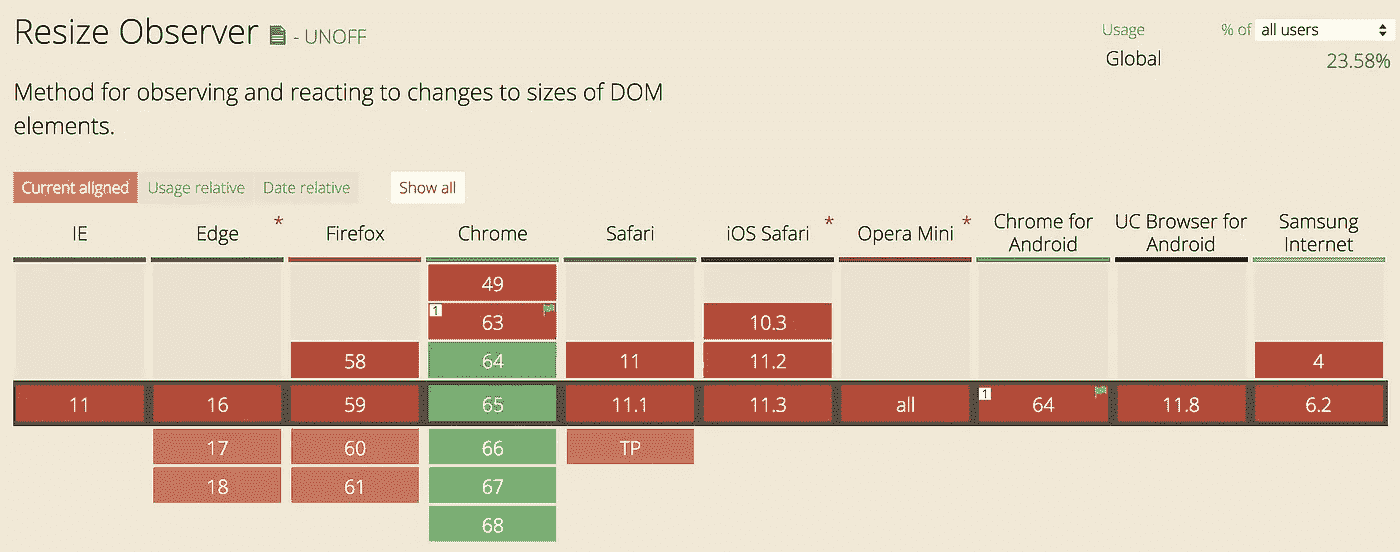 Resize Observer - UNOFF
Usage % of all users
Global 23.58%
Method for observing and reacting to changes to sizes of DOM
elements.
Current aligned Usage relative Date relative Show all
IE Edge * Firefox Chrome Safari iOS Safari * Opera Mini * Chrome for Android UC Browser for Android Samsung Internet
49
1 63 10.3
58 64 11 11.2 4
11 16 59 65 11.1 11.3 all 1 64 11.8 6.2
17 60 66 TP
18 61 67
68